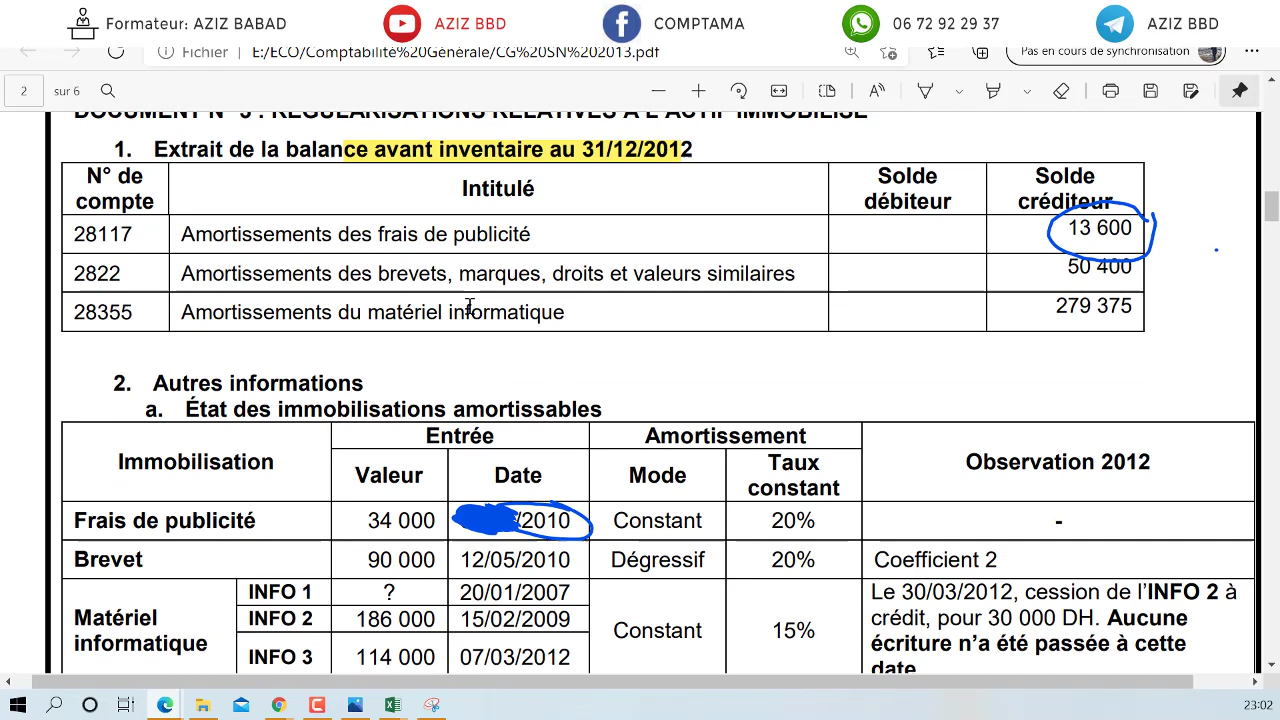 Formateur: AZIZ BABAD AZIZ BBD COMPTAMA 06 72 92 29 37 AZIZ BBD
Fichier E:/ECO/Comptabilité%20Générale/CG%20SN%202013.pdf Pas en cours de synchronisation
2 sur 6
DOCUMENT N° 3 : RÉGULARISATIONS RELATIVES À L'ACTIF IMMOBILISÉ
1. Extrait de la balance avant inventaire au 31/12/2012
N° de compte Intitulé Solde débiteur Solde créditeur
28117 Amortissements des frais de publicité 13 600
2822 Amortissements des brevets, marques, droits et valeurs similaires 50 400
28355 Amortissements du matériel informatique 279 375
2. Autres informations
a. État des immobilisations amortissables
Immobilisation Entrée Amortissement Observation 2012
Valeur Date Mode Taux constant
Frais de publicité 34 000 /2010 Constant 20% -
Brevet 90 000 12/05/2010 Dégressif 20% Coefficient 2
Matériel informatique Constant 15%
INFO 1 ? 20/01/2007
INFO 2 186 000 15/02/2009
INFO 3 114 000 07/03/2012
Le 30/03/2012, cession de l'INFO 2 à
crédit, pour 30 000 DH. Aucune
écriture n'a été passée à cette
date
23:02